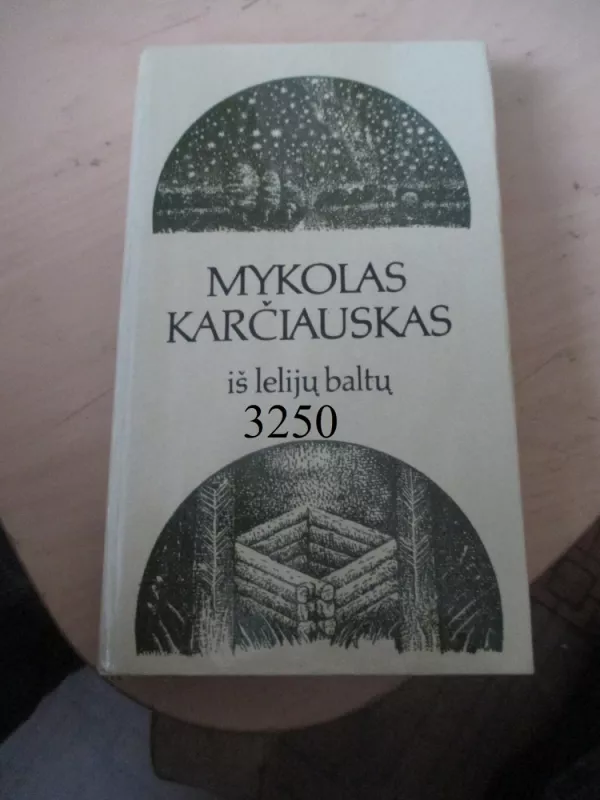 MYKOLAS
KARČIAUSKAS
iš lelijų baltų
3250